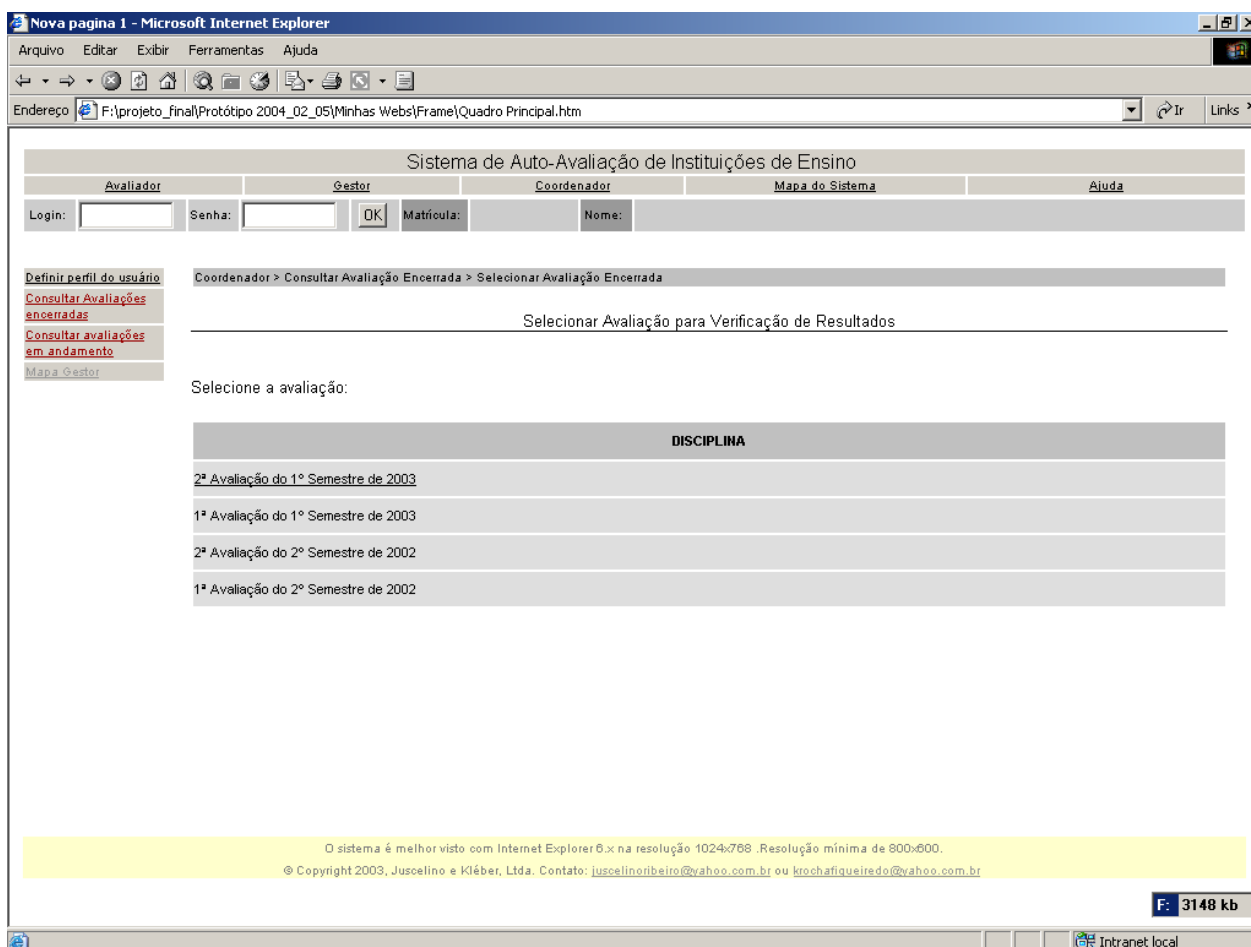 Nova pagina 1 - Microsoft Internet Explorer
Arquivo Editar Exibir Ferramentas Ajuda
Endereço F:\projeto_final\Protótipo 2004_02_05\Minhas Webs\Frame\Quadro Principal.htm Ir Links
Sistema de Auto-Avaliação de Instituições de Ensino
Avaliador Gestor Coordenador Mapa do Sistema Ajuda
Login: Senha: OK Matrícula: Nome:
Definir perfil do usuário
Consultar Avaliações
encerradas
Consultar avaliações
em andamento
Mapa Gestor
Coordenador > Consultar Avaliação Encerrada > Selecionar Avaliação Encerrada
Selecionar Avaliação para Verificação de Resultados
Selecione a avaliação:
DISCIPLINA
2ª Avaliação do 1º Semestre de 2003
1ª Avaliação do 1º Semestre de 2003
2ª Avaliação do 2º Semestre de 2002
1ª Avaliação do 2º Semestre de 2002
O sistema é melhor visto com Internet Explorer 6.x na resolução 1024x768 .Resolução mínima de 800x600.
© Copyright 2003, Juscelino e Kléber, Ltda. Contato: juscelinoribeiro@yahoo.com.br ou krochafigueiredo@yahoo.com.br
F: 3148 kb
Intranet local